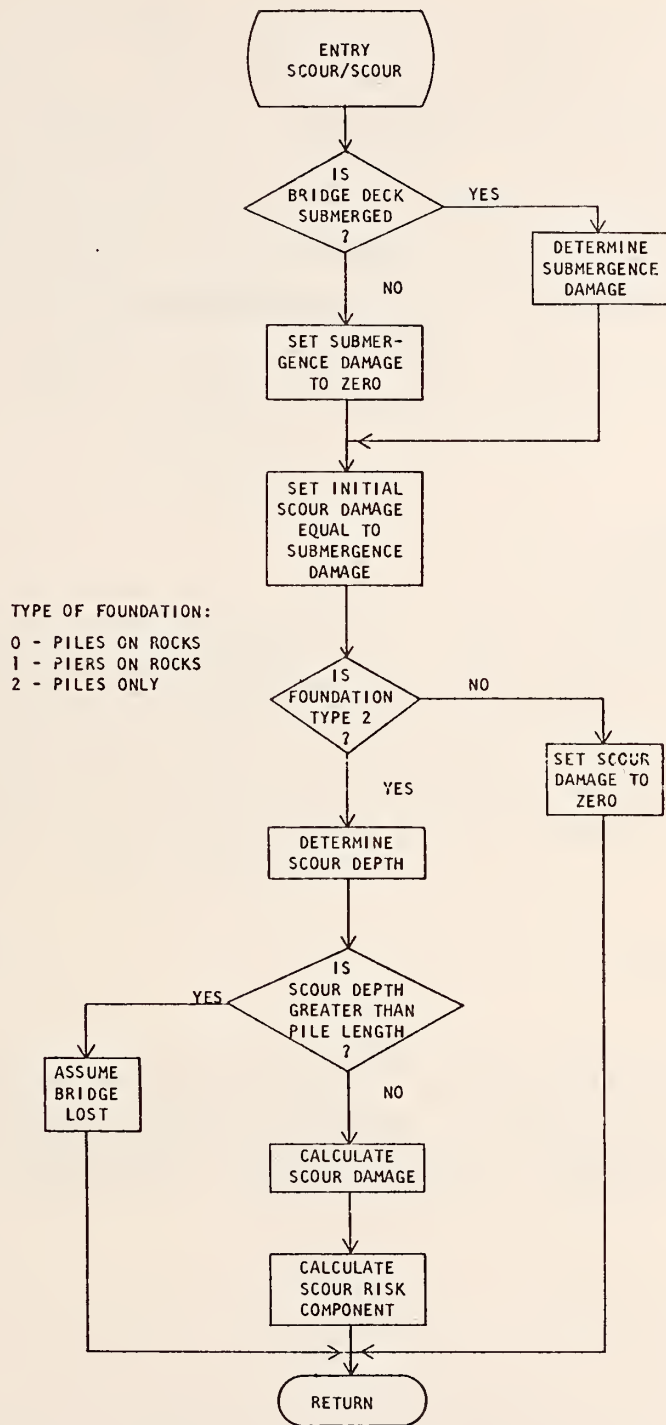 ENTRY
SCOUR/SCOUR
IS
BRIDGE DECK
SUBMERGED
?
YES
DETERMINE
SUBMERGENCE
DAMAGE
NO
SET SUBMER-
GENCE DAMAGE
TO ZERO
SET INITIAL
SCOUR DAMAGE
EQUAL TO
SUBMERGENCE
DAMAGE
TYPE OF FOUNDATION:
0 - PILES ON ROCKS
1 - PIERS ON ROCKS
2 - PILES ONLY
IS
FOUNDATION
TYPE 2
?
NO
SET SCOUR
DAMAGE TO
ZERO
YES
DETERMINE
SCOUR DEPTH
IS
SCOUR DEPTH
GREATER THAN
PILE LENGTH
?
YES
ASSUME
BRIDGE
LOST
NO
CALCULATE
SCOUR DAMAGE
CALCULATE
SCOUR RISK
COMPONENT
RETURN